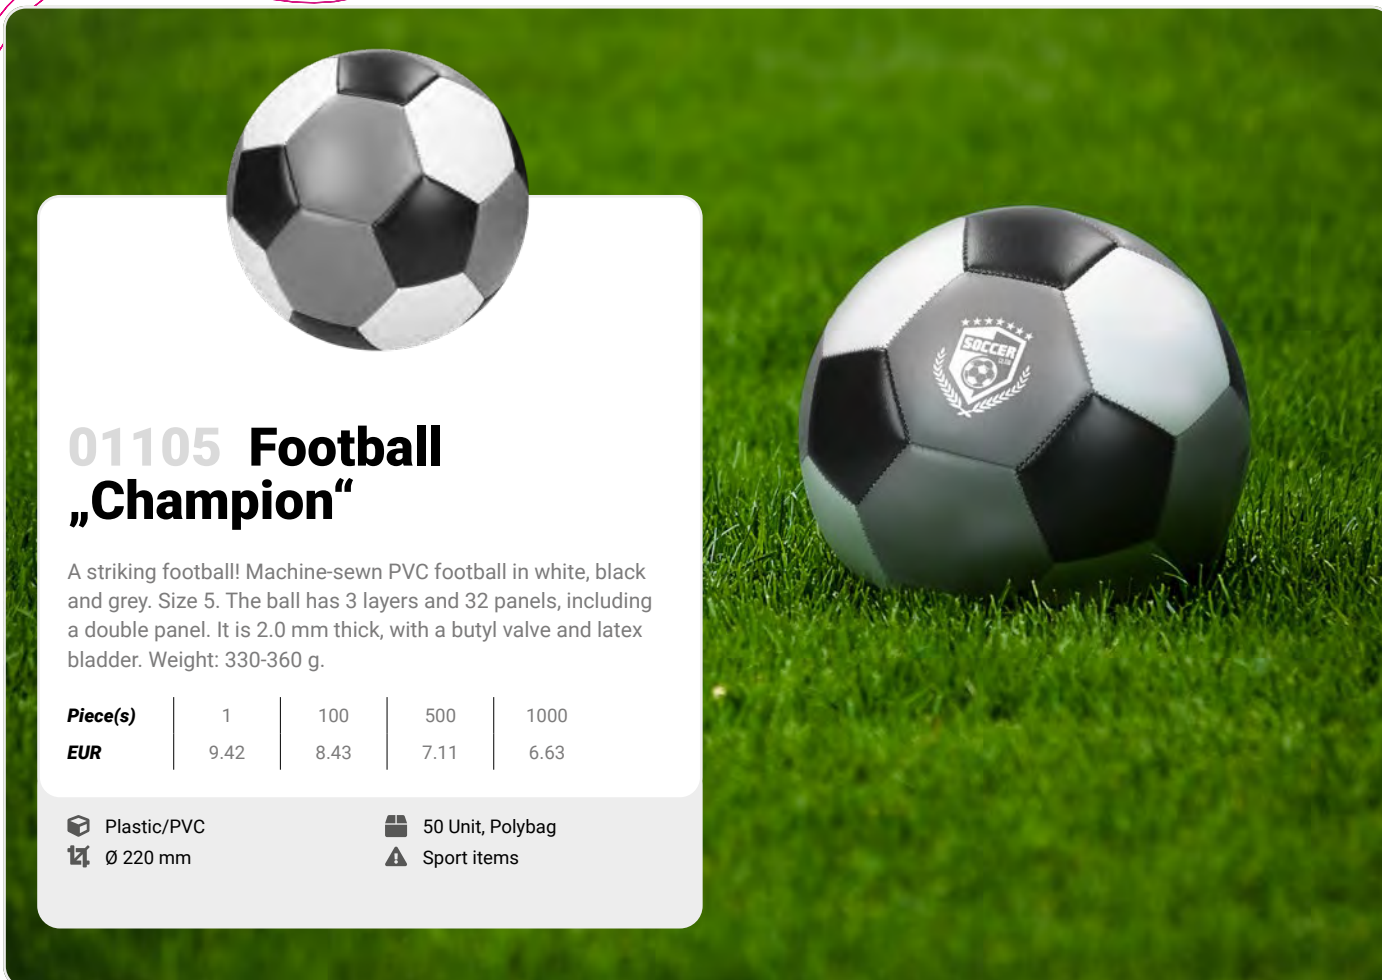 SOCCER
CLUB
01105 Football
„Champion“
A striking football! Machine-sewn PVC football in white, black
and grey. Size 5. The ball has 3 layers and 32 panels, including
a double panel. It is 2.0 mm thick, with a butyl valve and latex
bladder. Weight: 330-360 g.
Piece(s) 1 100 500 1000
EUR 9.42 8.43 7.11 6.63
Plastic/PVC 50 Unit, Polybag
Ø 220 mm Sport items